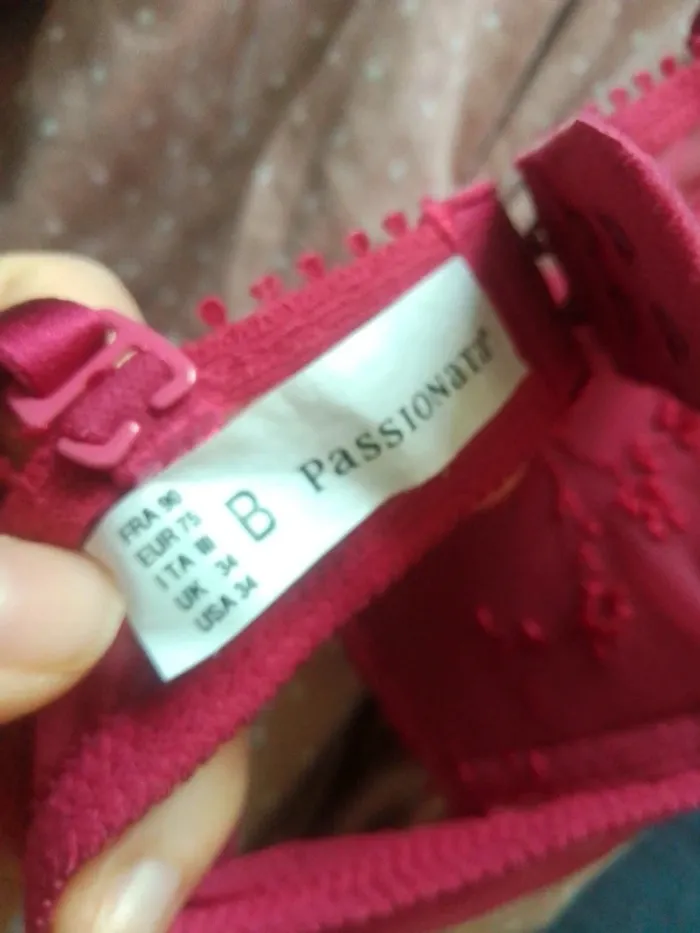 Passionata
B
FRA 90
EUR 75
ITA III
UK 34
USA 34